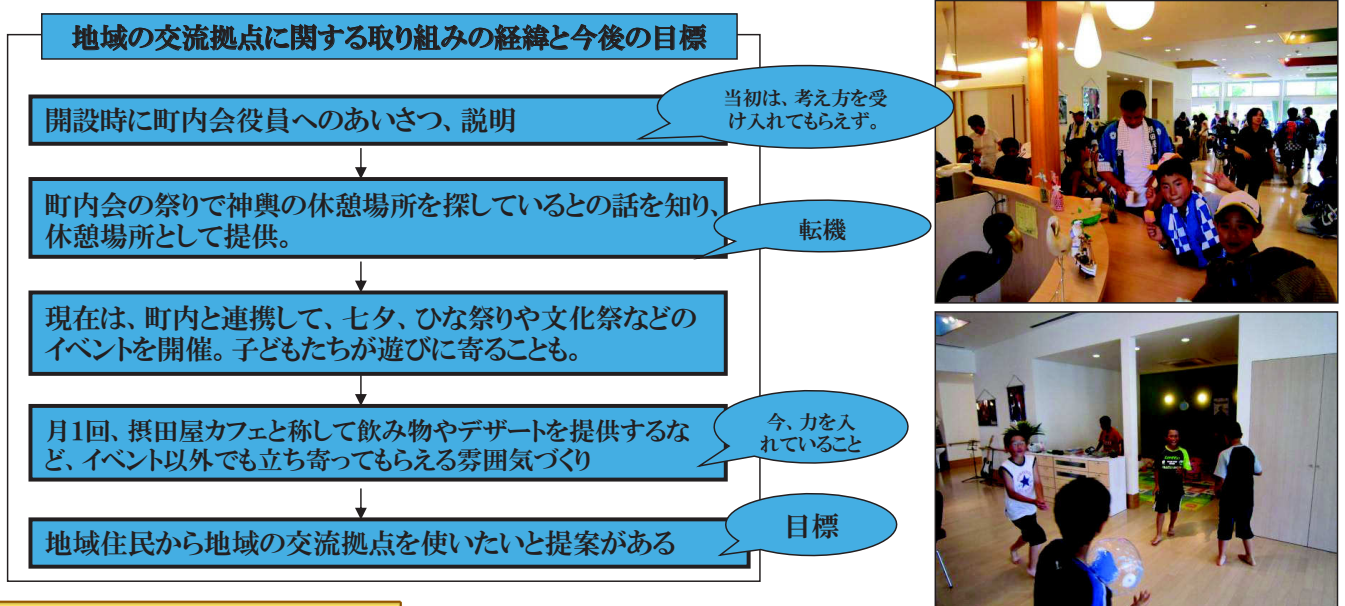 地域の交流拠点に関する取り組みの経緯と今後の目標
開設時に町内会役員へのあいさつ、説明
当初は、考え方を受
け入れてもらえず。
町内会の祭りで神輿の休憩場所を探しているとの話を知り、
休憩場所として提供。
転機
現在は、町内と連携して、七夕、ひな祭りや文化祭などの
イベントを開催。子どもたちが遊びに寄ることも。
月1回、摂田屋カフェと称して飲み物やデザートを提供するな
ど、イベント以外でも立ち寄ってもらえる雰囲気づくり
今、力を入
れていること
地域住民から地域の交流拠点を使いたいと提案がある
目標